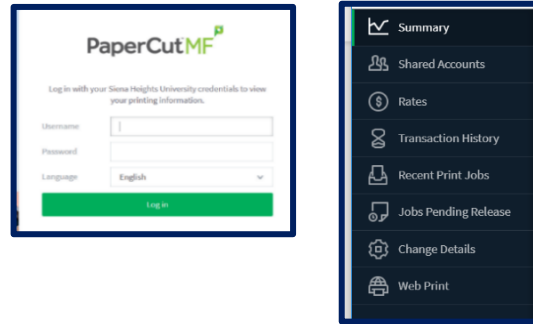 PaperCutMF
Log in with your Siena Heights University credentials to view
your printing information.
Username
Password
Language
English
Log in
Summary
Shared Accounts
Rates
Transaction History
Recent Print Jobs
Jobs Pending Release
Change Details
Web Print